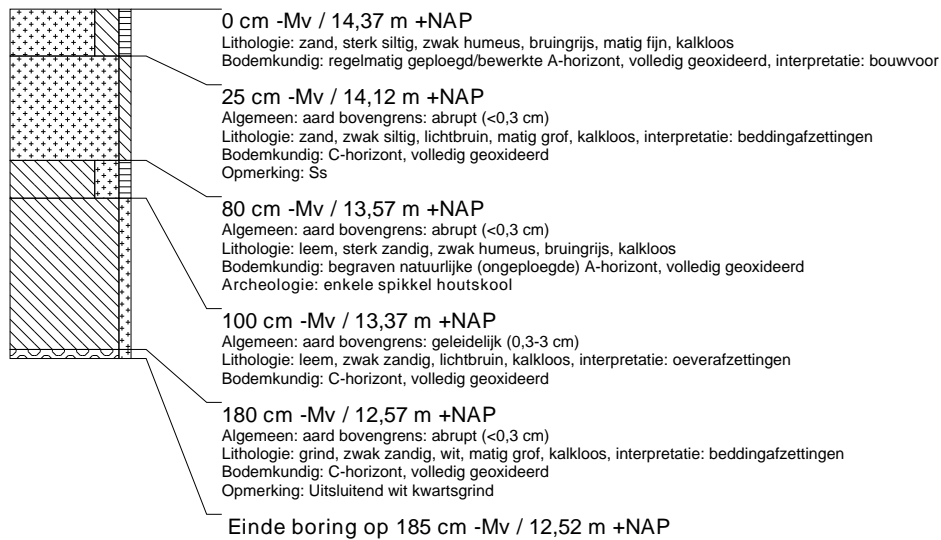 0 cm -Mv / 14,37 m +NAP
Lithologie: zand, sterk siltig, zwak humeus, bruingrijs, matig fijn, kalkloos
Bodemkundig: regelmatig geploegd/bewerkte A-horizont, volledig geoxideerd, interpretatie: bouwvoor
25 cm -Mv / 14,12 m +NAP
Algemeen: aard bovengrens: abrupt (<0,3 cm)
Lithologie: zand, zwak siltig, lichtbruin, matig grof, kalkloos, interpretatie: beddingafzettingen
Bodemkundig: C-horizont, volledig geoxideerd
Opmerking: Ss
80 cm -Mv / 13,57 m +NAP
Algemeen: aard bovengrens: abrupt (<0,3 cm)
Lithologie: leem, sterk zandig, zwak humeus, bruingrijs, kalkloos
Bodemkundig: begraven natuurlijke (ongeploegde) A-horizont, volledig geoxideerd
Archeologie: enkele spikkel houtskool
100 cm -Mv / 13,37 m +NAP
Algemeen: aard bovengrens: geleidelijk (0,3-3 cm)
Lithologie: leem, zwak zandig, lichtbruin, kalkloos, interpretatie: oeverafzettingen
Bodemkundig: C-horizont, volledig geoxideerd
180 cm -Mv / 12,57 m +NAP
Algemeen: aard bovengrens: abrupt (<0,3 cm)
Lithologie: grind, zwak zandig, wit, matig grof, kalkloos, interpretatie: beddingafzettingen
Bodemkundig: C-horizont, volledig geoxideerd
Opmerking: Uitsluitend wit kwartsgrind
Einde boring op 185 cm -Mv / 12,52 m +NAP